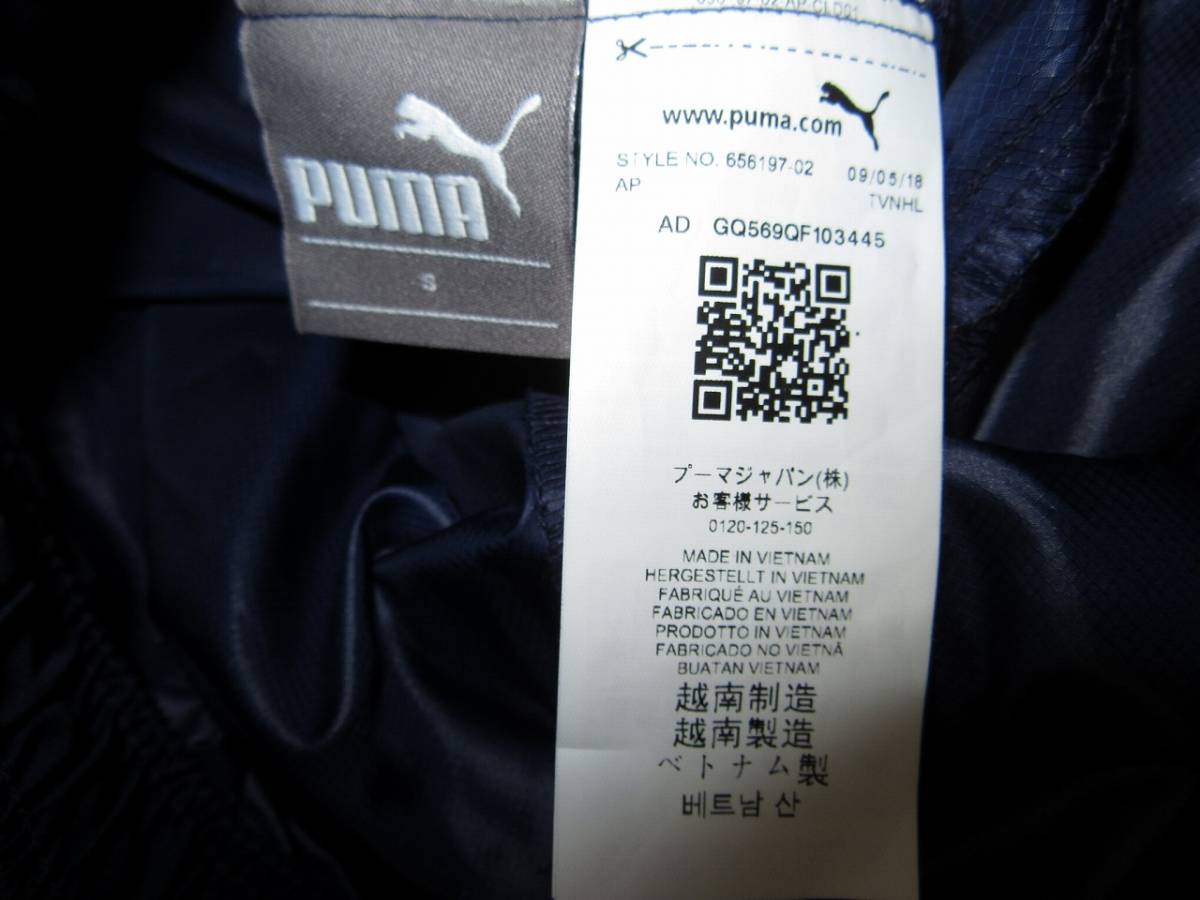 PUMA
S
www.puma.com
STYLE NO. 656197-02 09/05/18
AP TVNHL
AD GQ569QF103445
プーマジャパン(株)
お客様サービス
0120-125-150
MADE IN VIETNAM
HERGESTELLT IN VIETNAM
FABRIQUÉ AU VIETNAM
FABRICADO EN VIETNAM
PRODOTTO IN VIETNAM
FABRICADO NO VIETNÃ
BUATAN VIETNAM
越南制造
越南製造
ベトナム製
베트남 산